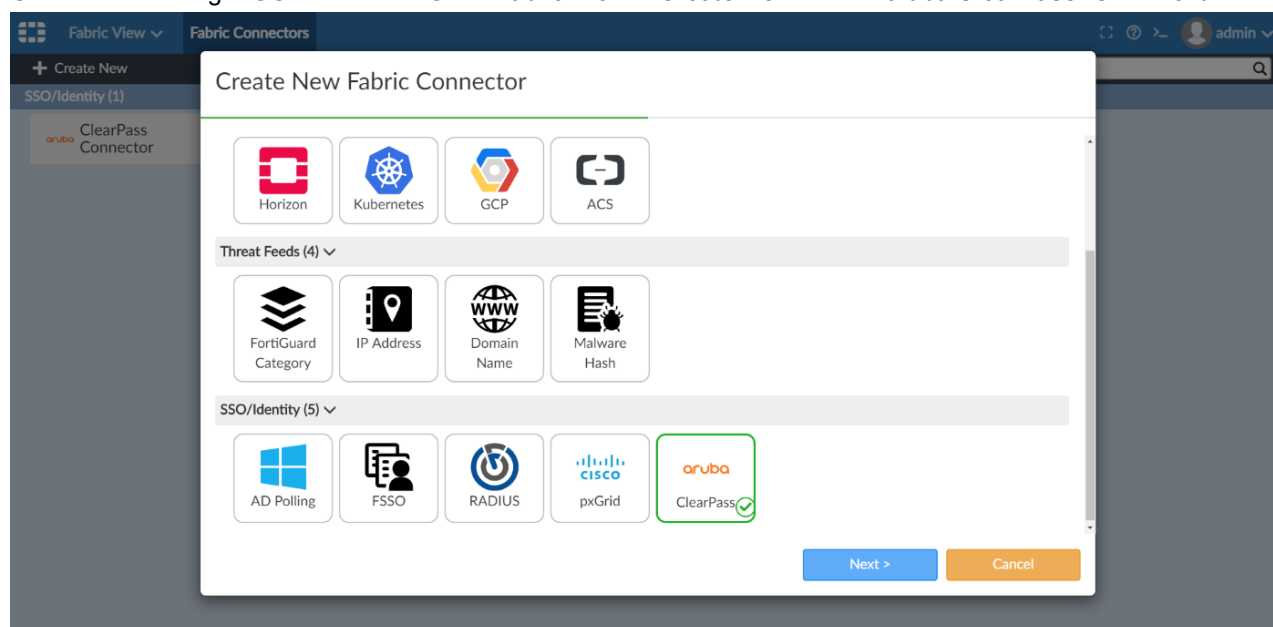 Fabric View
Fabric Connectors
admin
Create New
SSO/Identity (1)
aruba
ClearPass
Connector
Create New Fabric Connector
Horizon
Kubernetes
GCP
ACS
Threat Feeds (4)
FortiGuard
Category
IP Address
WWW
Domain
Name
Malware
Hash
SSO/Identity (5)
AD Polling
FSSO
RADIUS
cisco
pxGrid
aruba
ClearPass
Next >
Cancel